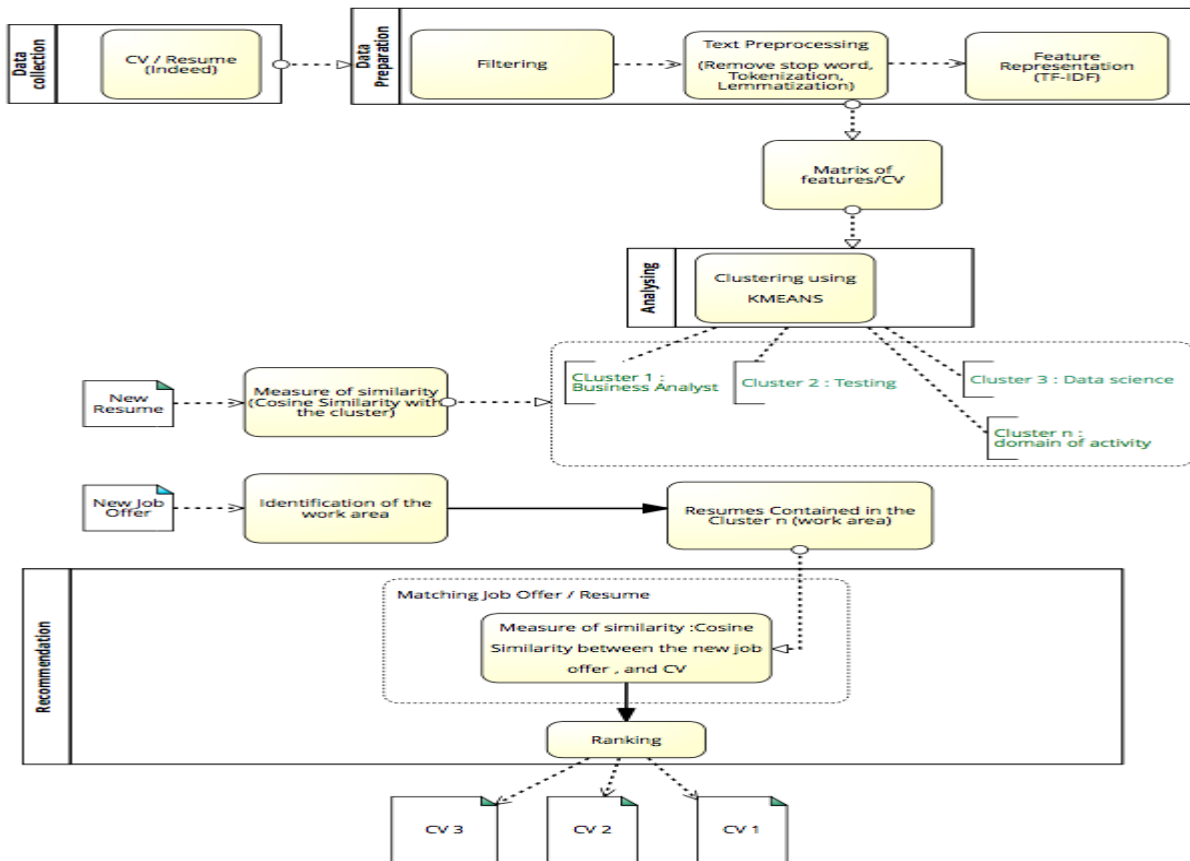 Data
collection
CV / Resume
(Indeed)
Data
Preparation
Filtering
Text Preprocessing
(Remove stop word,
Tokenization,
Lemmatization)
Feature
Representation
(TF-IDF)
Matrix of
features/CV
Analysing
Clustering using
KMEANS
CLuster 1 :
Business Analyst
Cluster 2 : Testing
Cluster 3 : Data science
Cluster n :
domain of activity
New
Resume
Measure of similarity
(Cosine Similarity with
the cluster)
New Job
Offer
Identification of the
work area
Resumes Contained in the
Cluster n (work area)
Recommendation
Matching Job Offer / Resume
Measure of similarity :Cosine
Similarity between the new job
offer , and CV
Ranking
CV 3
CV 2
CV 1